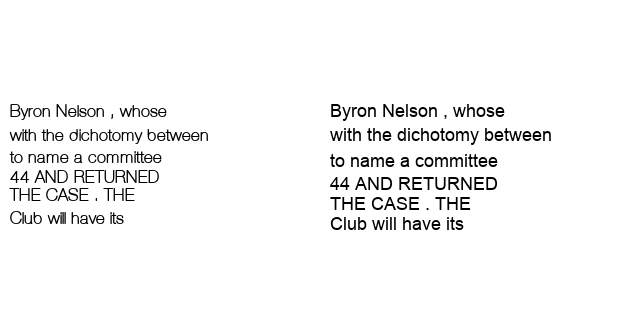 Byron Nelson , whose
with the dichotomy between
to name a committee
44 AND RETURNED
THE CASE . THE
Club will have its
Byron Nelson , whose
with the dichotomy between
to name a committee
44 AND RETURNED
THE CASE . THE
Club will have its